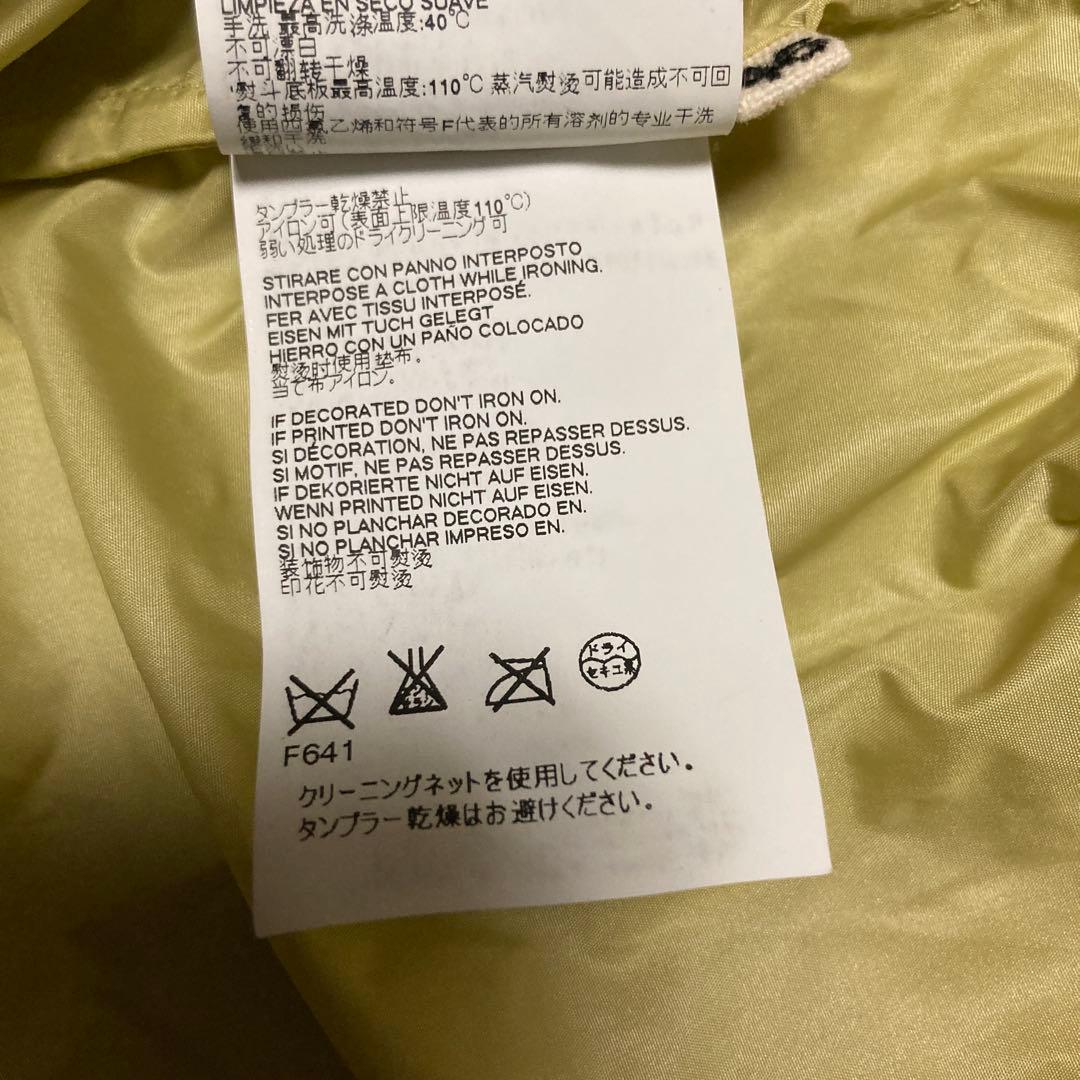 LIMPIEZA EN SECO SUAVE
手洗 最高洗涤温度:40℃
不可漂白
不可翻转干燥
熨斗底板最高温度:110℃ 蒸汽熨烫可能造成不可回
复的损伤
使用四氯乙烯和符号F代表的所有溶剂的专业干洗
缓和干洗
タンブラー乾燥禁止
アイロン可(表面上限温度110℃)
弱い処理のドライクリーニング可
STIRARE CON PANNO INTERPOSTO
INTERPOSE A CLOTH WHILE IRONING.
FER AVEC TISSU INTERPOSÉ.
EISEN MIT TUCH GELEGT
HIERRO CON UN PAÑO COLOCADO
熨烫时使用垫布。
当て布アイロン。
IF DECORATED DON'T IRON ON.
IF PRINTED DON'T IRON ON.
SI DÉCORATION, NE PAS REPASSER DESSUS.
SI MOTIF, NE PAS REPASSER DESSUS.
IF DEKORIERTE NICHT AUF EISEN.
WENN PRINTED NICHT AUF EISEN.
SI NO PLANCHAR DECORADO EN.
SI NO PLANCHAR IMPRESO EN.
装饰物不可熨烫
印花不可熨烫
ドライ
セキユ系
F641
クリーニングネットを使用してください。
タンブラー乾燥はお避けください。